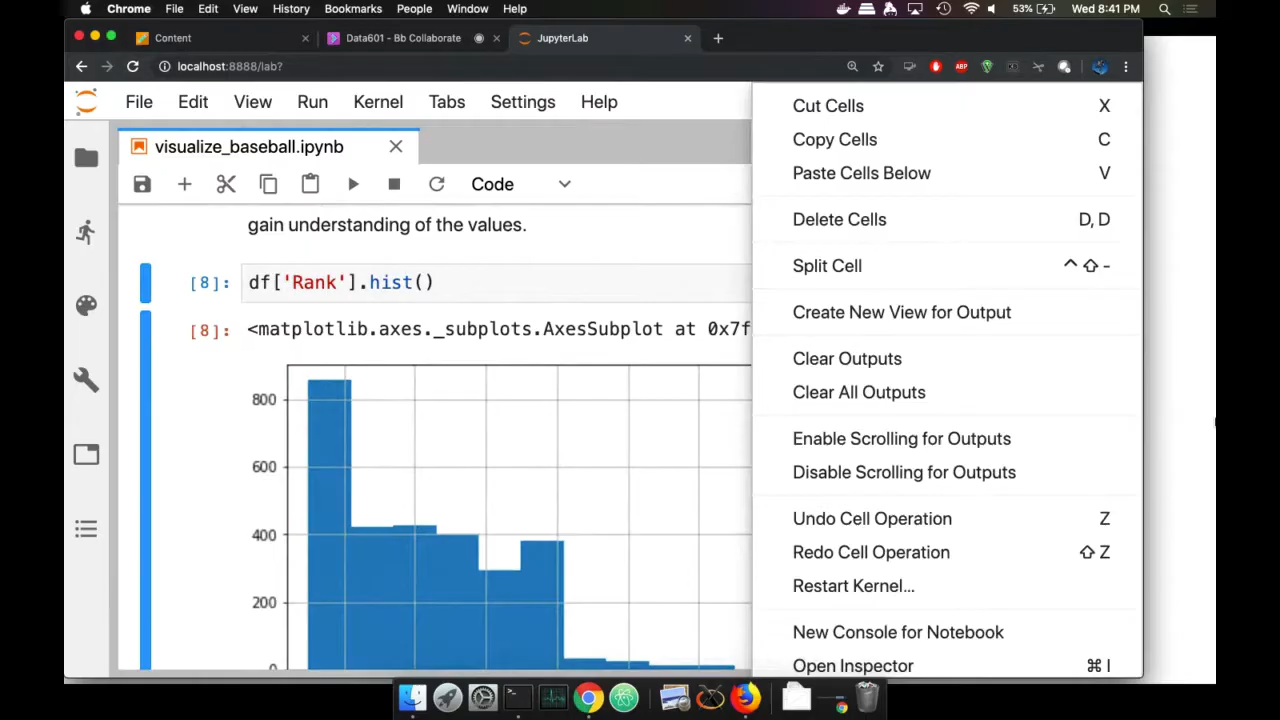 Chrome File Edit View History Bookmarks People Window Help 53% Wed 8:41 PM
Content Data601 - Bb Collaborate JupyterLab
localhost:8888/lab?
ABP
File Edit View Run Kernel Tabs Settings Help
visualize_baseball.ipynb
Code
gain understanding of the values.
[8]: df['Rank'].hist()
[8]: <matplotlib.axes._subplots.AxesSubplot at 0x7f
800
600
400
200
0
Cut Cells X
Copy Cells C
Paste Cells Below V
Delete Cells D, D
Split Cell ⌃⇧-
Create New View for Output
Clear Outputs
Clear All Outputs
Enable Scrolling for Outputs
Disable Scrolling for Outputs
Undo Cell Operation Z
Redo Cell Operation ⇧Z
Restart Kernel...
New Console for Notebook
Open Inspector ⌘I